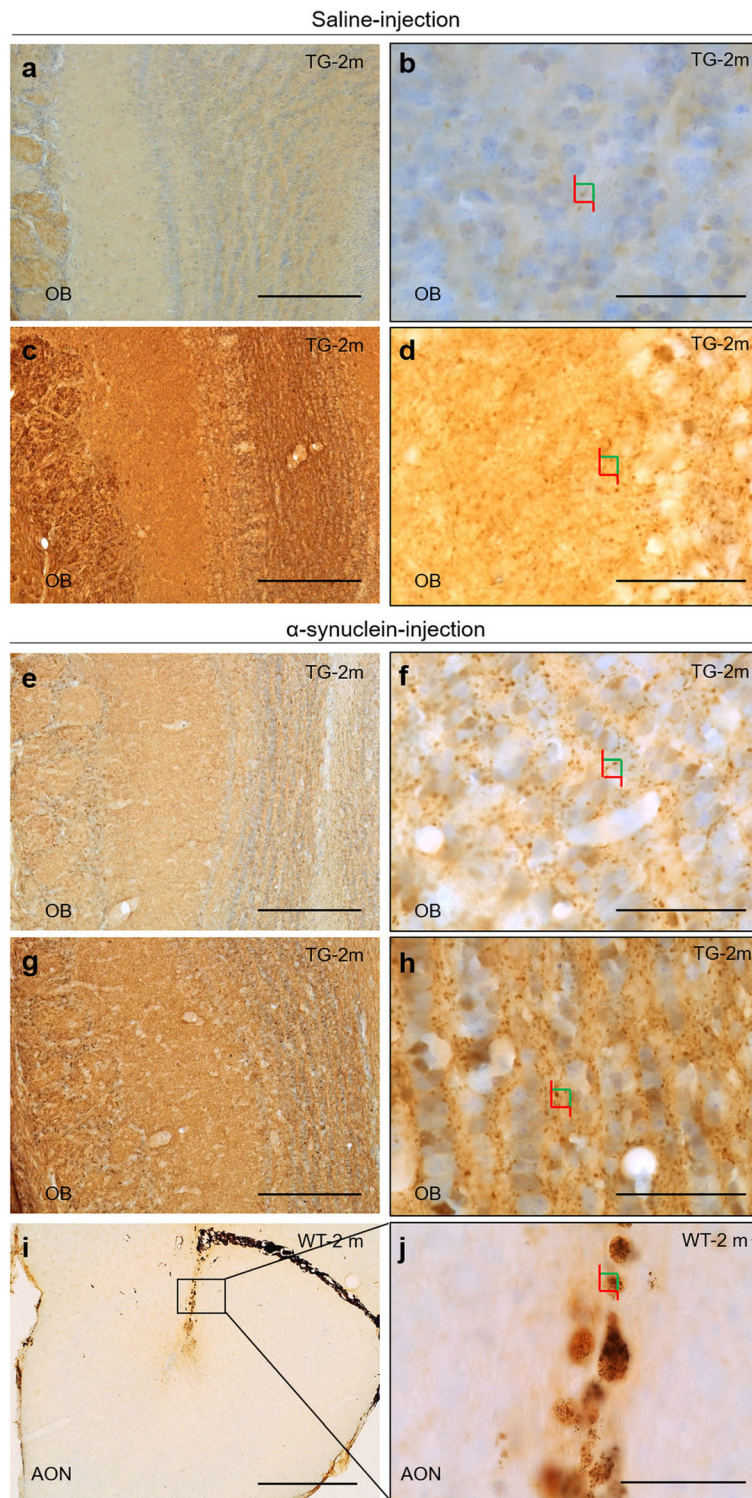 Saline-injection
a TG-2m
OB
b TG-2m
OB
c TG-2m
OB
d TG-2m
OB
α-synuclein-injection
e TG-2m
OB
f TG-2m
OB
g TG-2m
OB
h TG-2m
OB
i WT-2 m
AON
j WT-2 m
AON